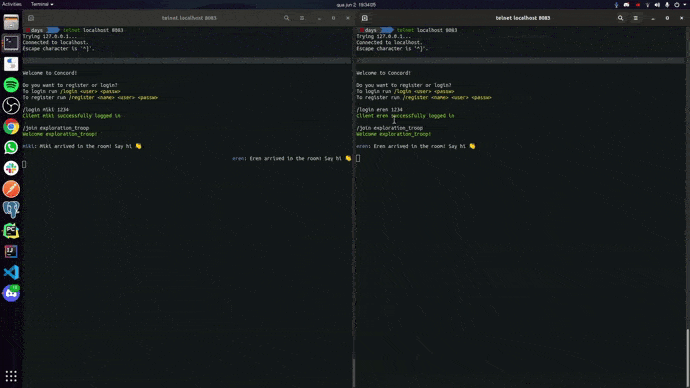 Activities
Terminal
qua jun 2 19:04:05
telnet localhost 8083
days telnet localhost 8083
Trying 127.0.0.1...
Connected to localhost.
Escape character is '^]'.
Welcome to Concord!
Do you want to register or login?
To login run /login <user> <passw>
To register run /register <name> <user> <passw>
/login miki 1234
Client miki successfully logged in
/join exploration_troop
Welcome exploration_troop!
miki: Miki arrived in the room! Say hi 👋
eren: Eren arrived in the room! Say hi 👋
telnet localhost 8083
days telnet localhost 8083
Trying 127.0.0.1...
Connected to localhost.
Escape character is '^]'.
Welcome to Concord!
Do you want to register or login?
To login run /login <user> <passw>
To register run /register <name> <user> <passw>
/login eren 1234
Client eren successfully logged in
/join exploration_troop
Welcome exploration_troop!
eren: Eren arrived in the room! Say hi 👋